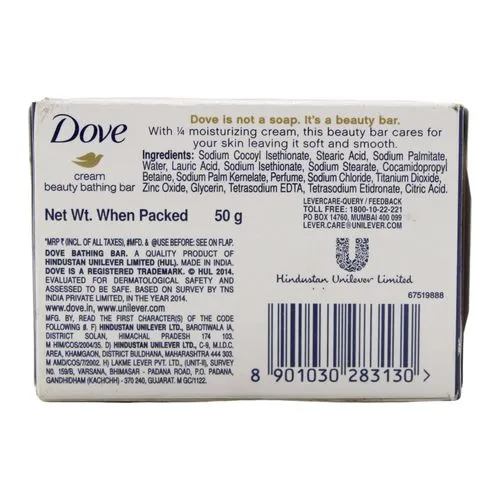 Dove
cream
beauty bathing bar
Dove is not a soap. It's a beauty bar.
With ¼ moisturizing cream, this beauty bar cares for
your skin leaving it soft and smooth.
Ingredients: Sodium Cocoyl Isethionate, Stearic Acid, Sodium Palmitate,
Water, Lauric Acid, Sodium Isethionate, Sodium Stearate, Cocamidopropyl
Betaine, Sodium Palm Kernelate, Perfume, Sodium Chloride, Titanium Dioxide,
Zinc Oxide, Glycerin, Tetrasodium EDTA, Tetrasodium Etidronate, Citric Acid.
Net Wt. When Packed 50 g
LEVERCARE-QUERY / FEEDBACK
TOLL FREE: 1800-10-22-221
PO BOX 14760, MUMBAI 400 099
LEVER.CARE@UNILEVER.COM
*MRP ₹ (INCL. OF ALL TAXES), #MFG. & @USE BEFORE: SEE ON FLAP.
DOVE BATHING BAR. A QUALITY PRODUCT OF
HINDUSTAN UNILEVER LIMITED (HUL). MADE IN INDIA.
DOVE IS A REGISTERED TRADEMARK. © HUL 2014.
EVALUATED FOR DERMATOLOGICAL SAFETY AND
ASSESSED TO BE SAFE. BASED ON SURVEY BY TNS
INDIA PRIVATE LIMITED, IN THE YEAR 2014.
www.dove.in, www.unilever.com
Hindustan Unilever Limited
67519888
MFG. BY, READ THE FIRST CHARACTER(S) OF THE CODE
FOLLOWING #. F) HINDUSTAN UNILEVER LTD., BAROTIWALA IA,
DISTRICT SOLAN, HIMACHAL PRADESH 174 103.
M HM/COS/2004/35. D) HINDUSTAN UNILEVER LTD., C-9, M.I.D.C.
AREA, KHAMGAON, DISTRICT BULDHANA, MAHARASHTRA 444 303.
M AMD/COS/7/2002. H) LAKME LEVER PVT. LTD., (UNIT-II), SURVEY
NO. 159/B, VARSANA, BHIMASAR - PADANA ROAD, P.O. PADANA,
GANDHIDHAM (KACHCHH) - 370 240, GUJARAT. M GC/1122.
8 901030 283130 >